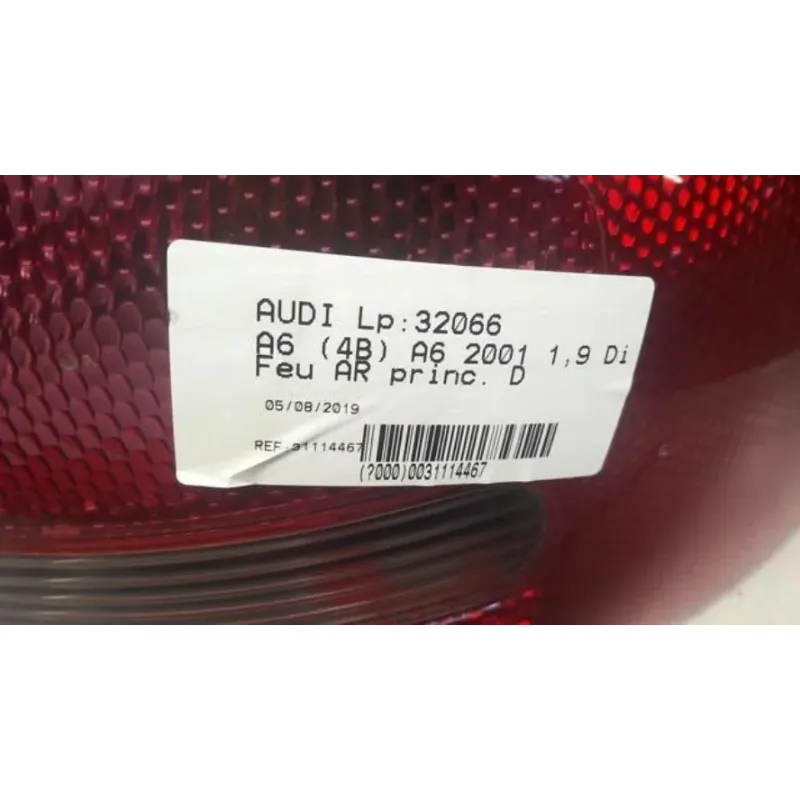 AUDI Lp:32066
A6 (4B) A6 2001 1,9 Di
Feu AR princ. D
05/08/2019
REF.31114467
(?000)0031114467